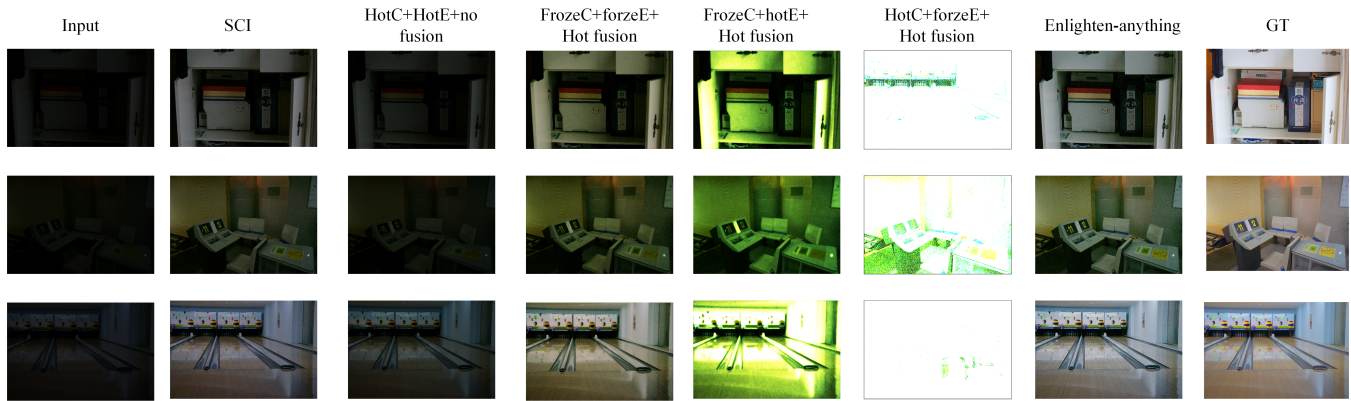 Input
SCI
HotC+HotE+no
fusion
FrozeC+forzeE+
Hot fusion
FrozeC+hotE+
Hot fusion
HotC+forzeE+
Hot fusion
Enlighten-anything
GT